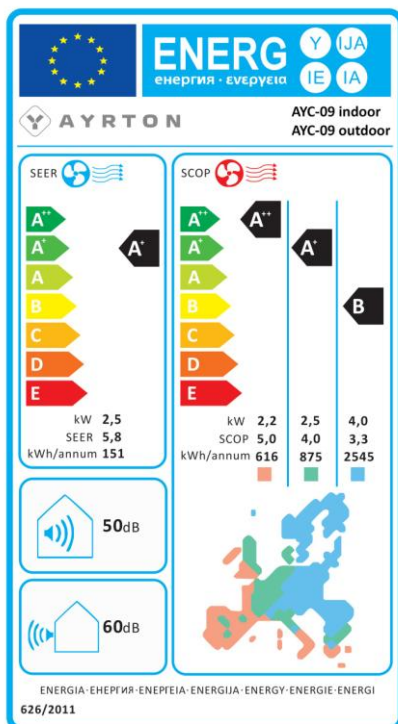 ENERG
енергия · ενεργεια
Y IJA
IE IA
AYRTON
AYC-09 indoor
AYC-09 outdoor
SEER
A++
A+
A
B
C
D
E
A+
kW 2,5
SEER 5,8
kWh/annum 151
SCOP
A++
A+
A
B
C
D
E
A++
A+
B
kW 2,2 2,5 4,0
SCOP 5,0 4,0 3,3
kWh/annum 616 875 2545
50dB
60dB
ENERGIA·ЕНЕРГИЯ·ΕΝΕΡΓΕΙΑ·ENERGIJA·ENERGY·ENERGIE·ENERGI
626/2011